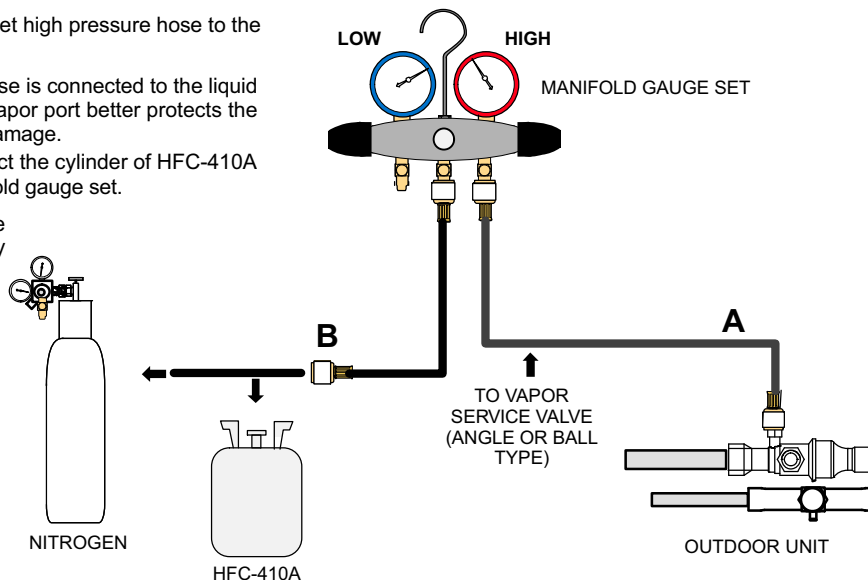 et high pressure hose to the
se is connected to the liquid
apor port better protects the
amage.
ct the cylinder of HFC-410A
old gauge set.
e
y
LOW
HIGH
MANIFOLD GAUGE SET
B
A
TO VAPOR
SERVICE VALVE
(ANGLE OR BALL
TYPE)
NITROGEN
HFC-410A
OUTDOOR UNIT